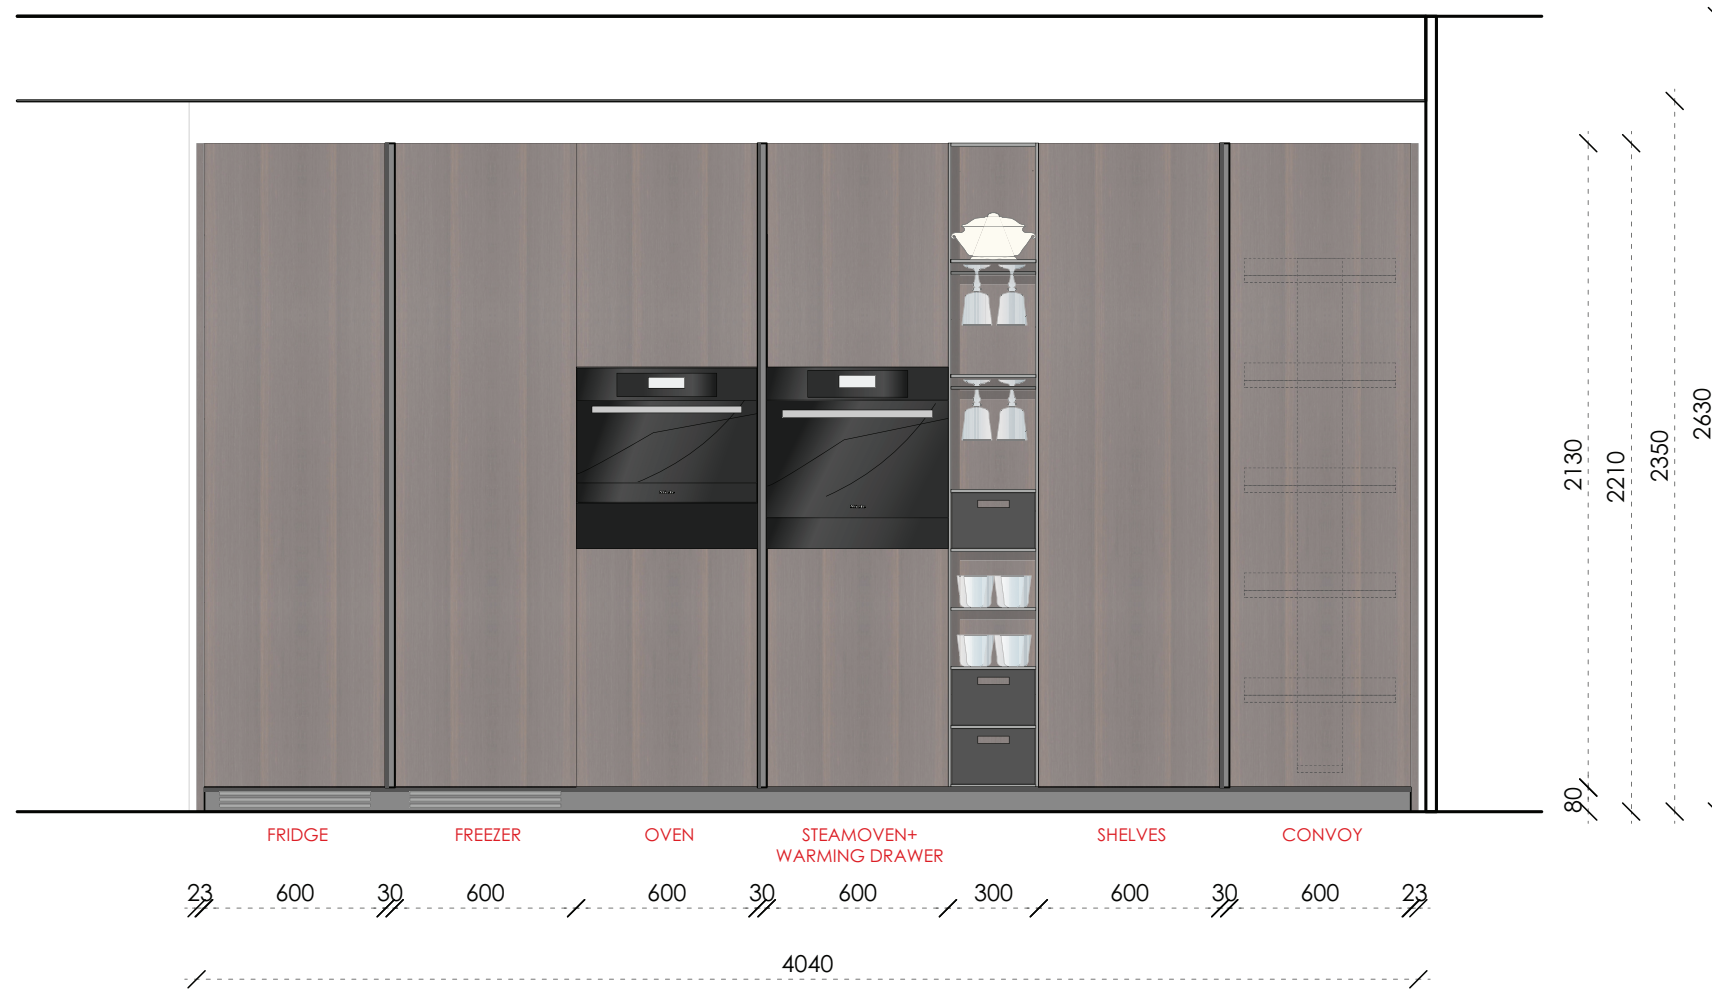 2630
2350
2210
2130
80
FRIDGE FREEZER OVEN STEAMOVEN+ SHELVES CONVOY
WARMING DRAWER
23 600 30 600 600 30 600 300 600 30 600 23
4040